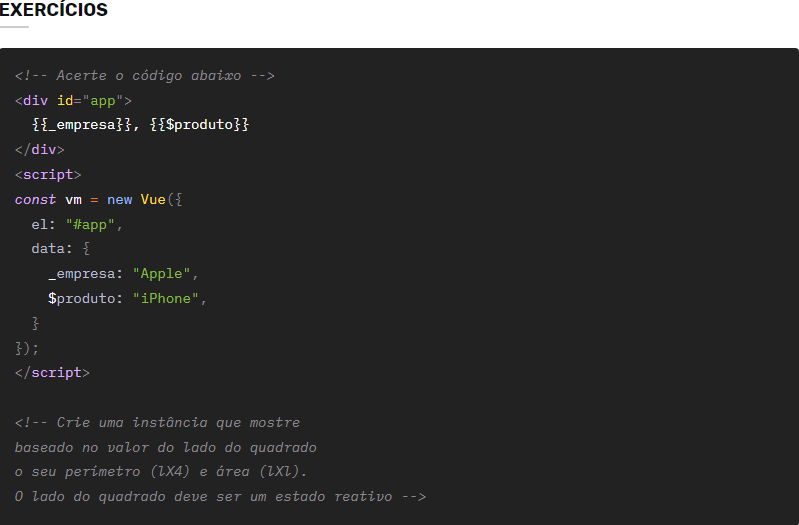 EXERCÍCIOS
<!-- Acerte o código abaixo -->
<div id="app">
  {{_empresa}}, {{$produto}}
</div>
<script>
const vm = new Vue({
  el: "#app",
  data: {
    _empresa: "Apple",
    $produto: "iPhone",
  }
});
</script>

<!-- Crie uma instância que mostre
baseado no valor do lado do quadrado
o seu perímetro (lX4) e área (lXl).
O lado do quadrado deve ser um estado reativo -->